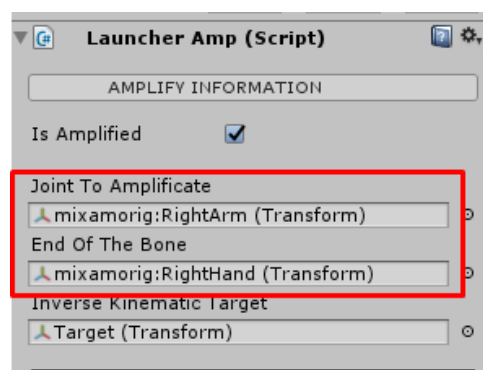 Launcher Amp (Script)
AMPLIFY INFORMATION
Is Amplified
Joint To Amplificate
mixamorig:RightArm (Transform)
End Of The Bone
mixamorig:RightHand (Transform)
Inverse Kinematic Target
Target (Transform)